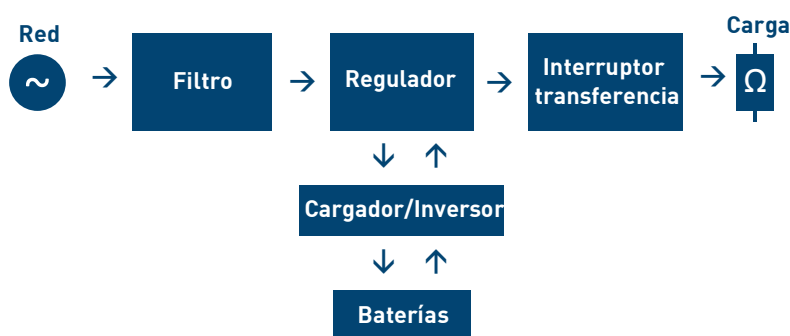 Red
Carga
~
Filtro
Regulador
Interruptor
transferencia
Ω
Cargador/Inversor
Baterías